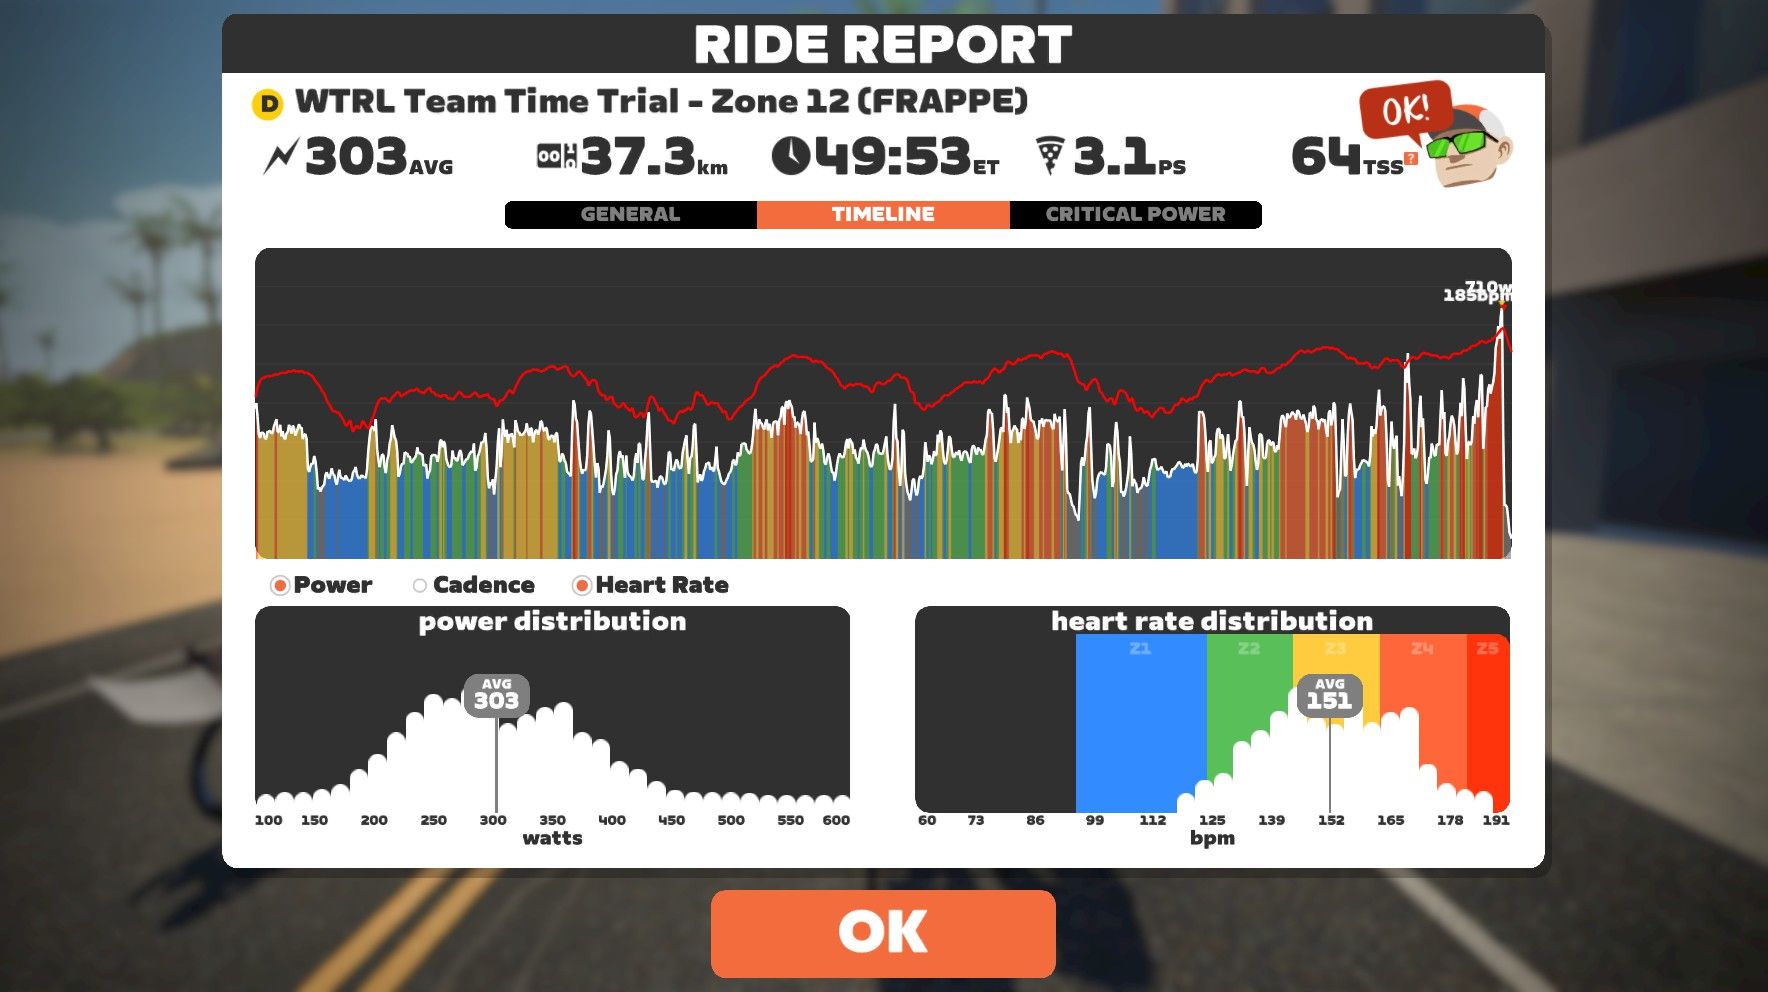 RIDE REPORT
D WTRL Team Time Trial - Zone 12 (FRAPPE)
OK!
303AVG 37.3km 49:53ET 3.1PS 64TSS?
GENERAL TIMELINE CRITICAL POWER
710w
185bpm
Power Cadence Heart Rate
power distribution
AVG
303
100 150 200 250 300 350 400 450 500 550 600
watts
heart rate distribution
Z1 Z2 Z3 Z4 Z5
AVG
151
60 73 86 99 112 125 139 152 165 178 191
bpm
OK